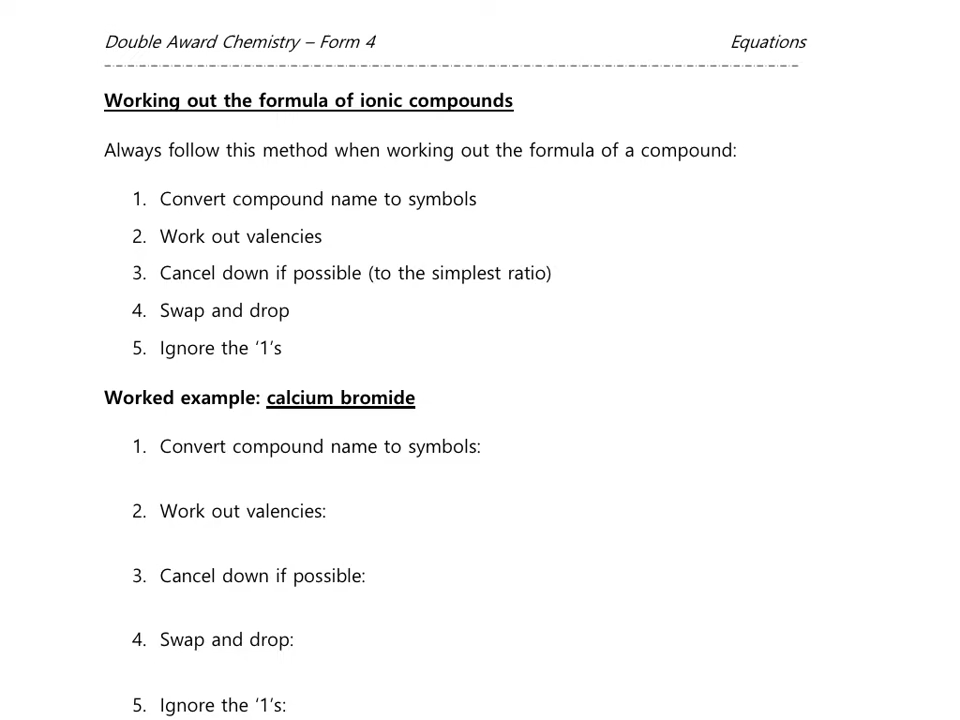 Double Award Chemistry – Form 4 Equations
Working out the formula of ionic compounds
Always follow this method when working out the formula of a compound:
1. Convert compound name to symbols
2. Work out valencies
3. Cancel down if possible (to the simplest ratio)
4. Swap and drop
5. Ignore the ‘1’s
Worked example: calcium bromide
1. Convert compound name to symbols:
2. Work out valencies:
3. Cancel down if possible:
4. Swap and drop:
5. Ignore the ‘1’s: